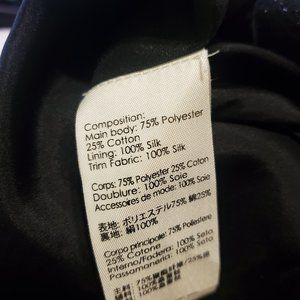 Composition:
Main body: 75% Polyester
25% Cotton
Lining: 100% Silk
Trim Fabric: 100% Silk
Corps: 75% Polyester 25% Coton
Doublure: 100% Soie
Accessoires de mode: 100% Soie
表地: ポリエステル75% 綿25%
裏地: 絹100%
Corpo principale: 75% Poliestere
25% Cotone
Interno/Fodera: 100% Seta
Passamaneria: 100% Seta